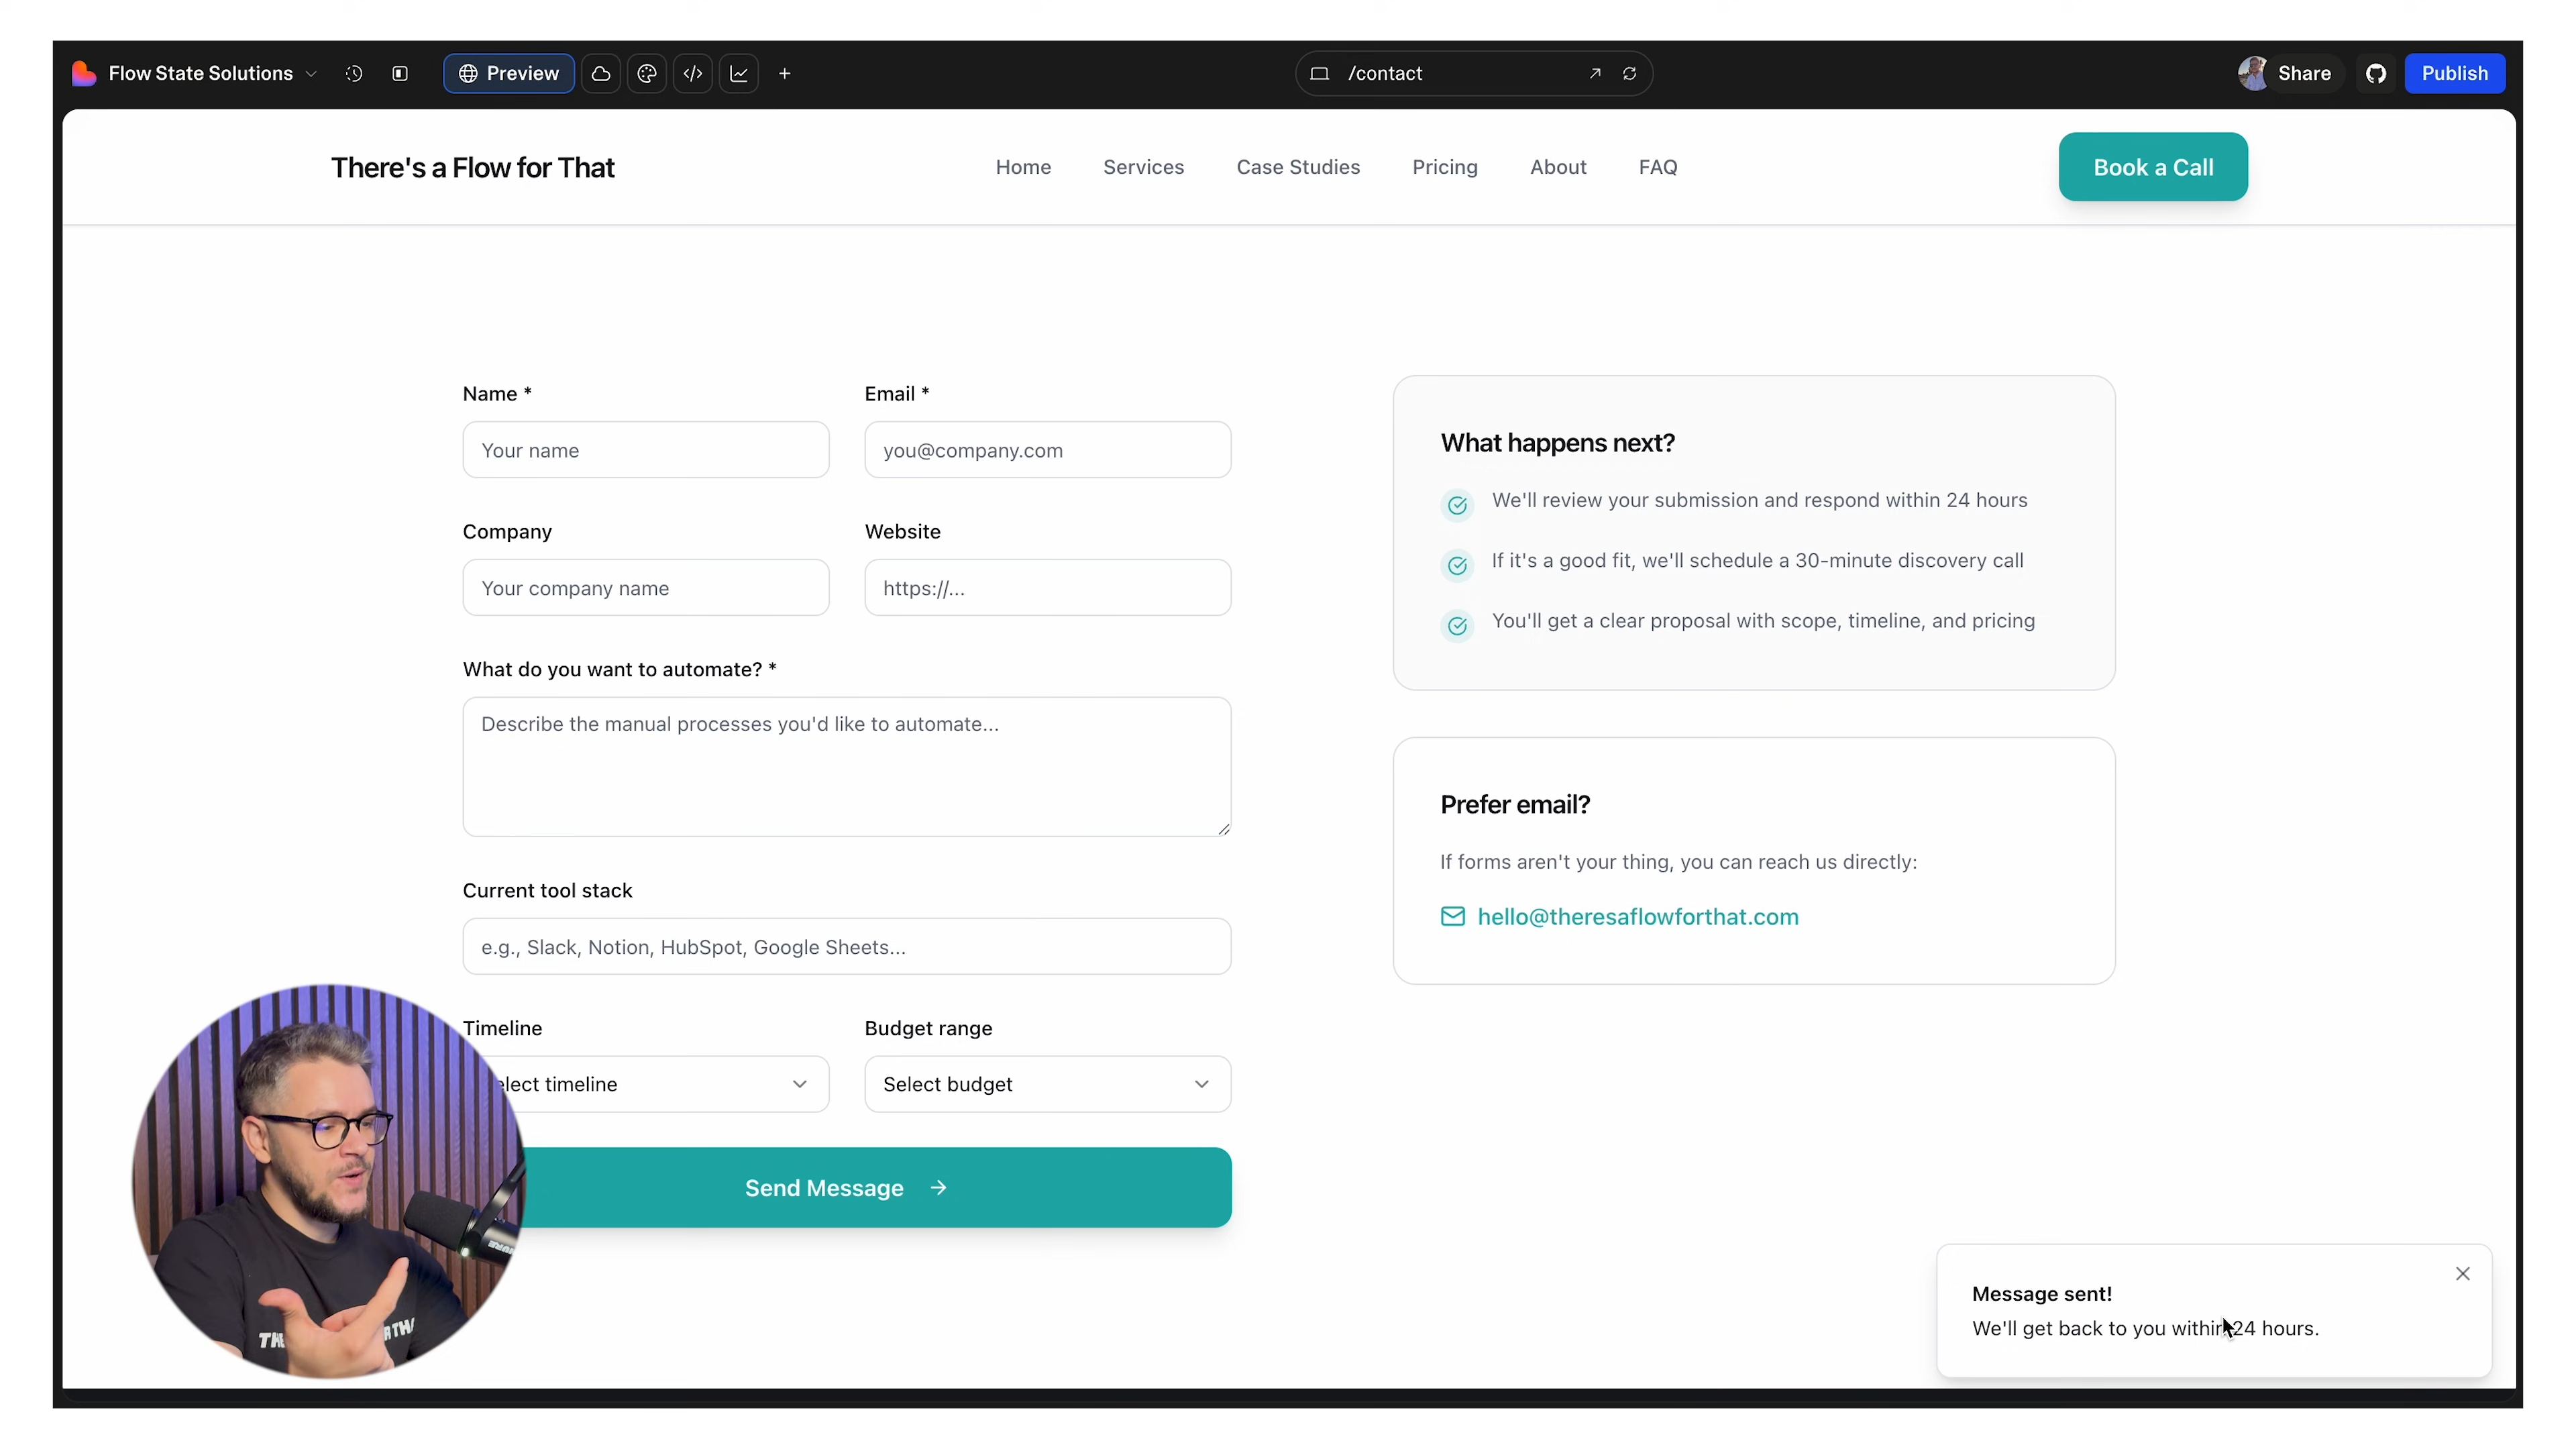 Flow State Solutions
Preview
/contact
Share
Publish
There's a Flow for That
Home
Services
Case Studies
Pricing
About
FAQ
Book a Call
Name *
Email *
Your name
you@company.com
Company
Website
Your company name
https://...
What do you want to automate? *
Describe the manual processes you'd like to automate...
Current tool stack
e.g., Slack, Notion, HubSpot, Google Sheets...
Timeline
Budget range
elect timeline
Select budget
Send Message
What happens next?
We'll review your submission and respond within 24 hours
If it's a good fit, we'll schedule a 30-minute discovery call
You'll get a clear proposal with scope, timeline, and pricing
Prefer email?
If forms aren't your thing, you can reach us directly:
hello@theresaflowforthat.com
Message sent!
We'll get back to you within 24 hours.